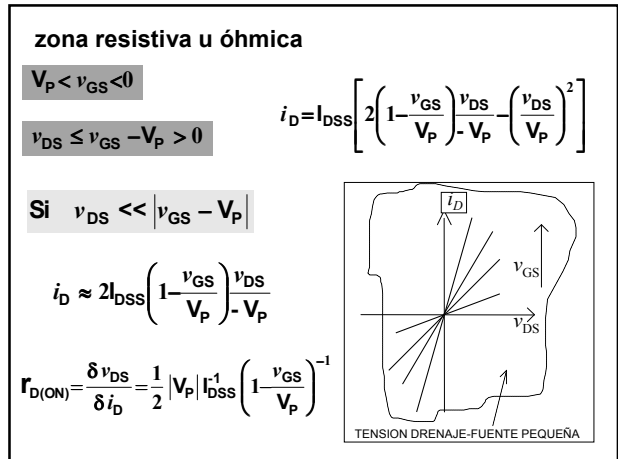 zona resistiva u óhmica
V_P < v_GS < 0
i_D = I_DSS [ 2 ( 1 - v_GS / V_P ) v_DS / - V_P - ( v_DS / V_P )² ]
v_DS ≤ v_GS - V_P > 0
Si v_DS << |v_GS - V_P|
i_D
v_GS
v_DS
TENSION DRENAJE-FUENTE PEQUEÑA
i_D ≈ 2I_DSS ( 1 - v_GS / V_P ) v_DS / - V_P
r_D(ON) = δ v_DS / δ i_D = 1/2 |V_P| I_DSS^-1 ( 1 - v_GS / V_P )^-1